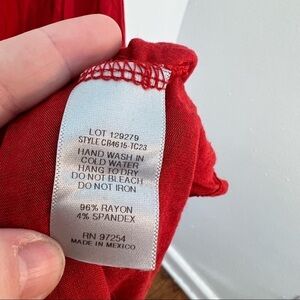 LOT 129279
STYLE CB4615-TC23
HAND WASH IN
COLD WATER
HANG TO DRY
DO NOT BLEACH
DO NOT IRON
96% RAYON
4% SPANDEX
RN 97254
MADE IN MEXICO